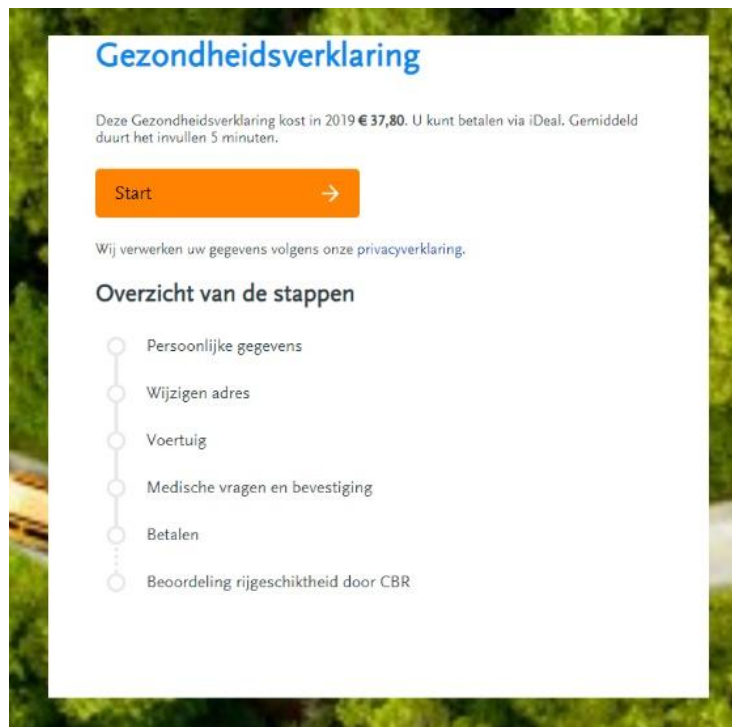 Gezondheidsverklaring
Deze Gezondheidsverklaring kost in 2019 € 37,80. U kunt betalen via iDeal. Gemiddeld
duurt het invullen 5 minuten.
Start
Wij verwerken uw gegevens volgens onze privacyverklaring.
Overzicht van de stappen
Persoonlijke gegevens
Wijzigen adres
Voertuig
Medische vragen en bevestiging
Betalen
Beoordeling rijgeschiktheid door CBR